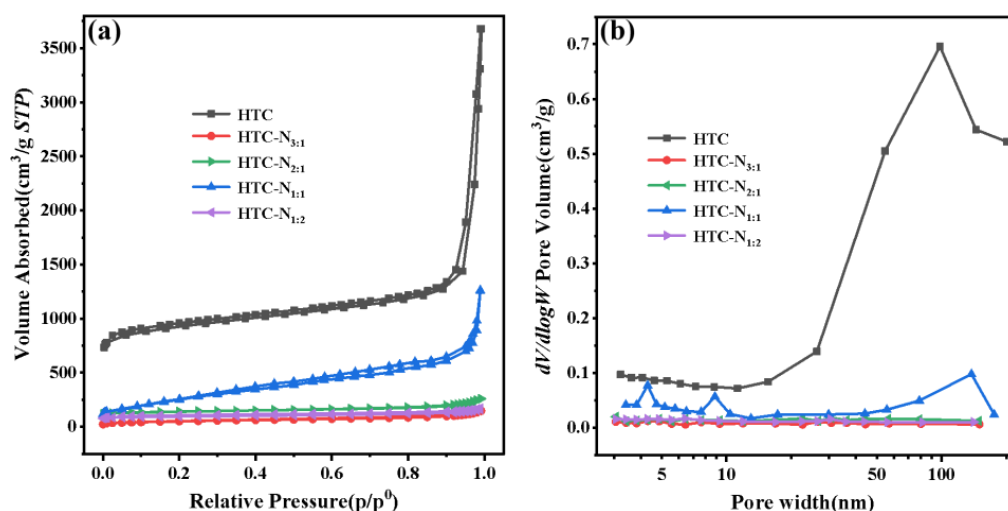 (a)
Volume Absorbed(cm³/g STP)
3500
3000
2500
2000
1500
1000
500
0
HTC
HTC-N₃:₁
HTC-N₂:₁
HTC-N₁:₁
HTC-N₁:₂
0.0 0.2 0.4 0.6 0.8 1.0
Relative Pressure(p/p⁰)
(b)
dV/dlogW Pore Volume(cm³/g)
0.7
0.6
0.5
0.4
0.3
0.2
0.1
0.0
HTC
HTC-N₃:₁
HTC-N₂:₁
HTC-N₁:₁
HTC-N₁:₂
5 10 50 100
Pore width(nm)